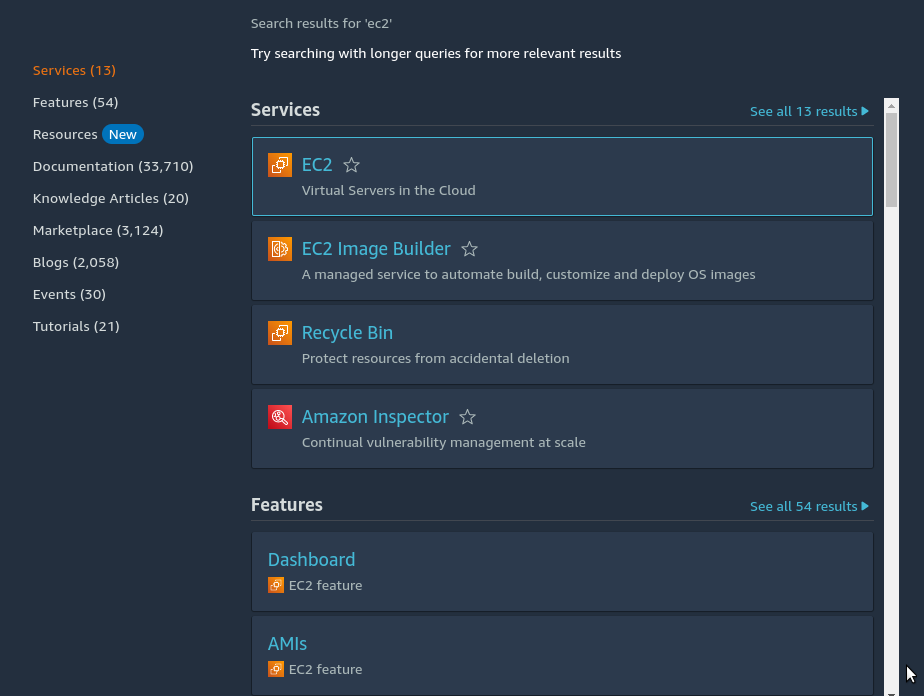 Search results for 'ec2'
Try searching with longer queries for more relevant results
Services (13)
Features (54)
Resources New
Documentation (33,710)
Knowledge Articles (20)
Marketplace (3,124)
Blogs (2,058)
Events (30)
Tutorials (21)
Services
See all 13 results
EC2
Virtual Servers in the Cloud
EC2 Image Builder
A managed service to automate build, customize and deploy OS images
Recycle Bin
Protect resources from accidental deletion
Amazon Inspector
Continual vulnerability management at scale
Features
See all 54 results
Dashboard
EC2 feature
AMIs
EC2 feature